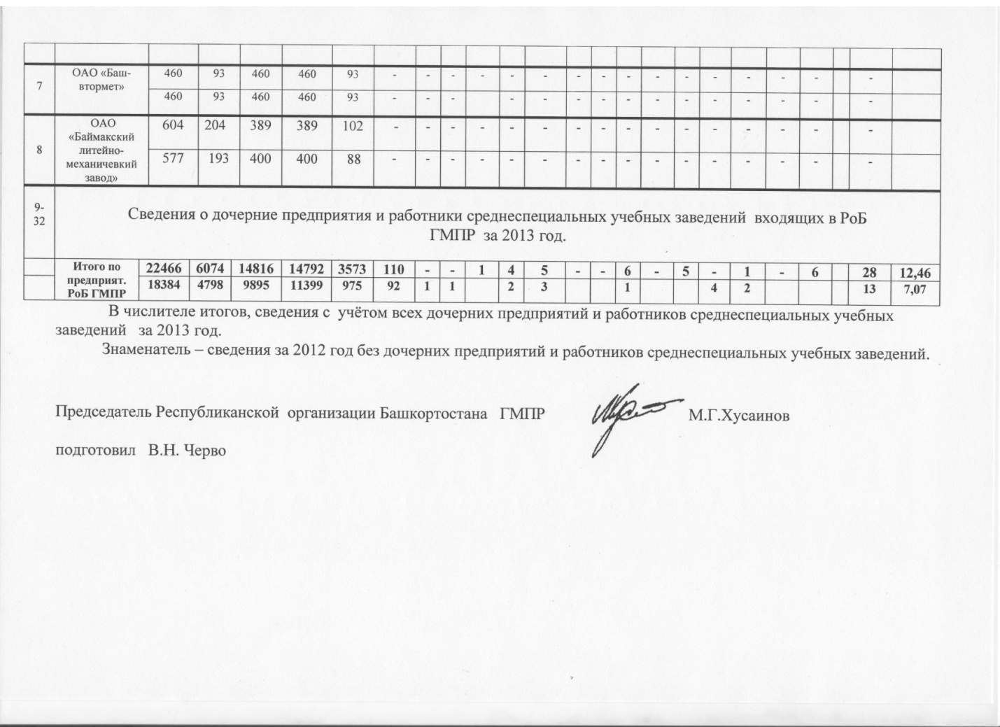 7 ОАО «Баш-втормет» 460 93 460 460 93 - - - - - - - - - - - - - - - -
460 93 460 460 93 - - - - - - - - - - - - - - -
8 ОАО «Баймакский литейно-механичевкий завод» 604 204 389 389 102 - - - - - - - - - - - - - - - -
577 193 400 400 88 - - - - - - - - - - - - - - - -
9-32 Сведения о дочерние предприятия и работники среднеспециальных учебных заведений входящих в РоБ
ГМПР за 2013 год.
Итого по предприят. РоБ ГМПР 22466 6074 14816 14792 3573 110 - - 1 4 5 - - 6 - 5 - 1 - 6 28 12,46
18384 4798 9895 11399 975 92 1 1 2 3 1 4 2 13 7,07
В числителе итогов, сведения с учётом всех дочерних предприятий и работников среднеспециальных учебных
заведений за 2013 год.
Знаменатель – сведения за 2012 год без дочерних предприятий и работников среднеспециальных учебных заведений.
Председатель Республиканской организации Башкортостана ГМПР М.Г.Хусаинов
подготовил В.Н. Черво